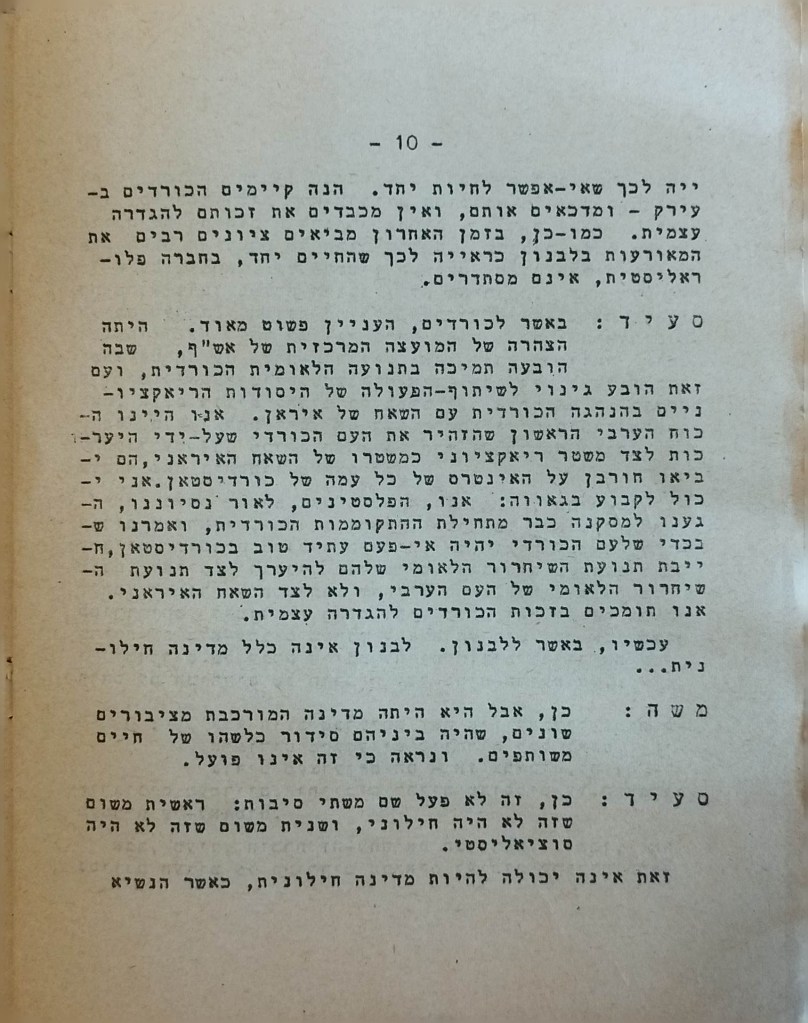 - 10 -
ייה לכך שאי-אפשר לחיות יחד. הנה קיימים הכורדים ב-
עירק - ומדכאים אותם, ואין מכבדים את זכותם להגדרה
עצמית. כמו-כן, בזמן האחרון מביאים ציונים רבים את
המאורעות בלבנון כראייה לכך שהחיים יחד, בחברה פלו-
ראליסטית, אינם מסתדרים.
סעיד: באשר לכורדים, העניין פשוט מאוד. היתה
הצהרה של המועצה המרכזית של אש"ף, שבה
הובעה תמיכה בתנועה הלאומית הכורדית, ועם
זאת הובע גינוי לשיתוף-הפעולה של היסודות הריאקציו-
ניים בהנהגה הכורדית עם השאח של איראן. אנו היינו ה-
כוח הערבי הראשון שהזהיר את העם הכורדי שעל-ידי היער-
כות לצד משטר ריאקציוני כמשטרו של השאח האיראני,הם י-
ביאו חורבן על האינטרס של כל עמה של כורדיסטאן.אני י-
כול לקבוע בגאווה: אנו, הפלסטינים, לאור נסיוננו, ה-
גענו למסקנה כבר מתחילת ההתקוממות הכורדית, ואמרנו ש-
בכדי שלעם הכורדי יהיה אי-פעם עתיד טוב בכורדיסטאן,ח-
ייבת תנועת השיחרור הלאומי שלהם להיערך לצד תנועת ה-
שיחרור הלאומי של העם הערבי, ולא לצד השאח האיראני.
אנו תומכים בזכות הכורדים להגדרה עצמית.
עכשיו, באשר ללבנון. לבנון אינה כלל מדינה חילו-
נית...
משה: כן, אבל היא היתה מדינה המורכבת מציבורים
שונים, שהיה ביניהם סידור כלשהו של חיים
משותפים. ונראה כי זה אינו פועל.
סעיד: כן, זה לא פעל שם משתי סיבות: ראשית משום
שזה לא היה חילוני, ושנית משום שזה לא היה
סוציאליסטי.
זאת אינה יכולה להיות מדינה חילונית, כאשר הנשיא